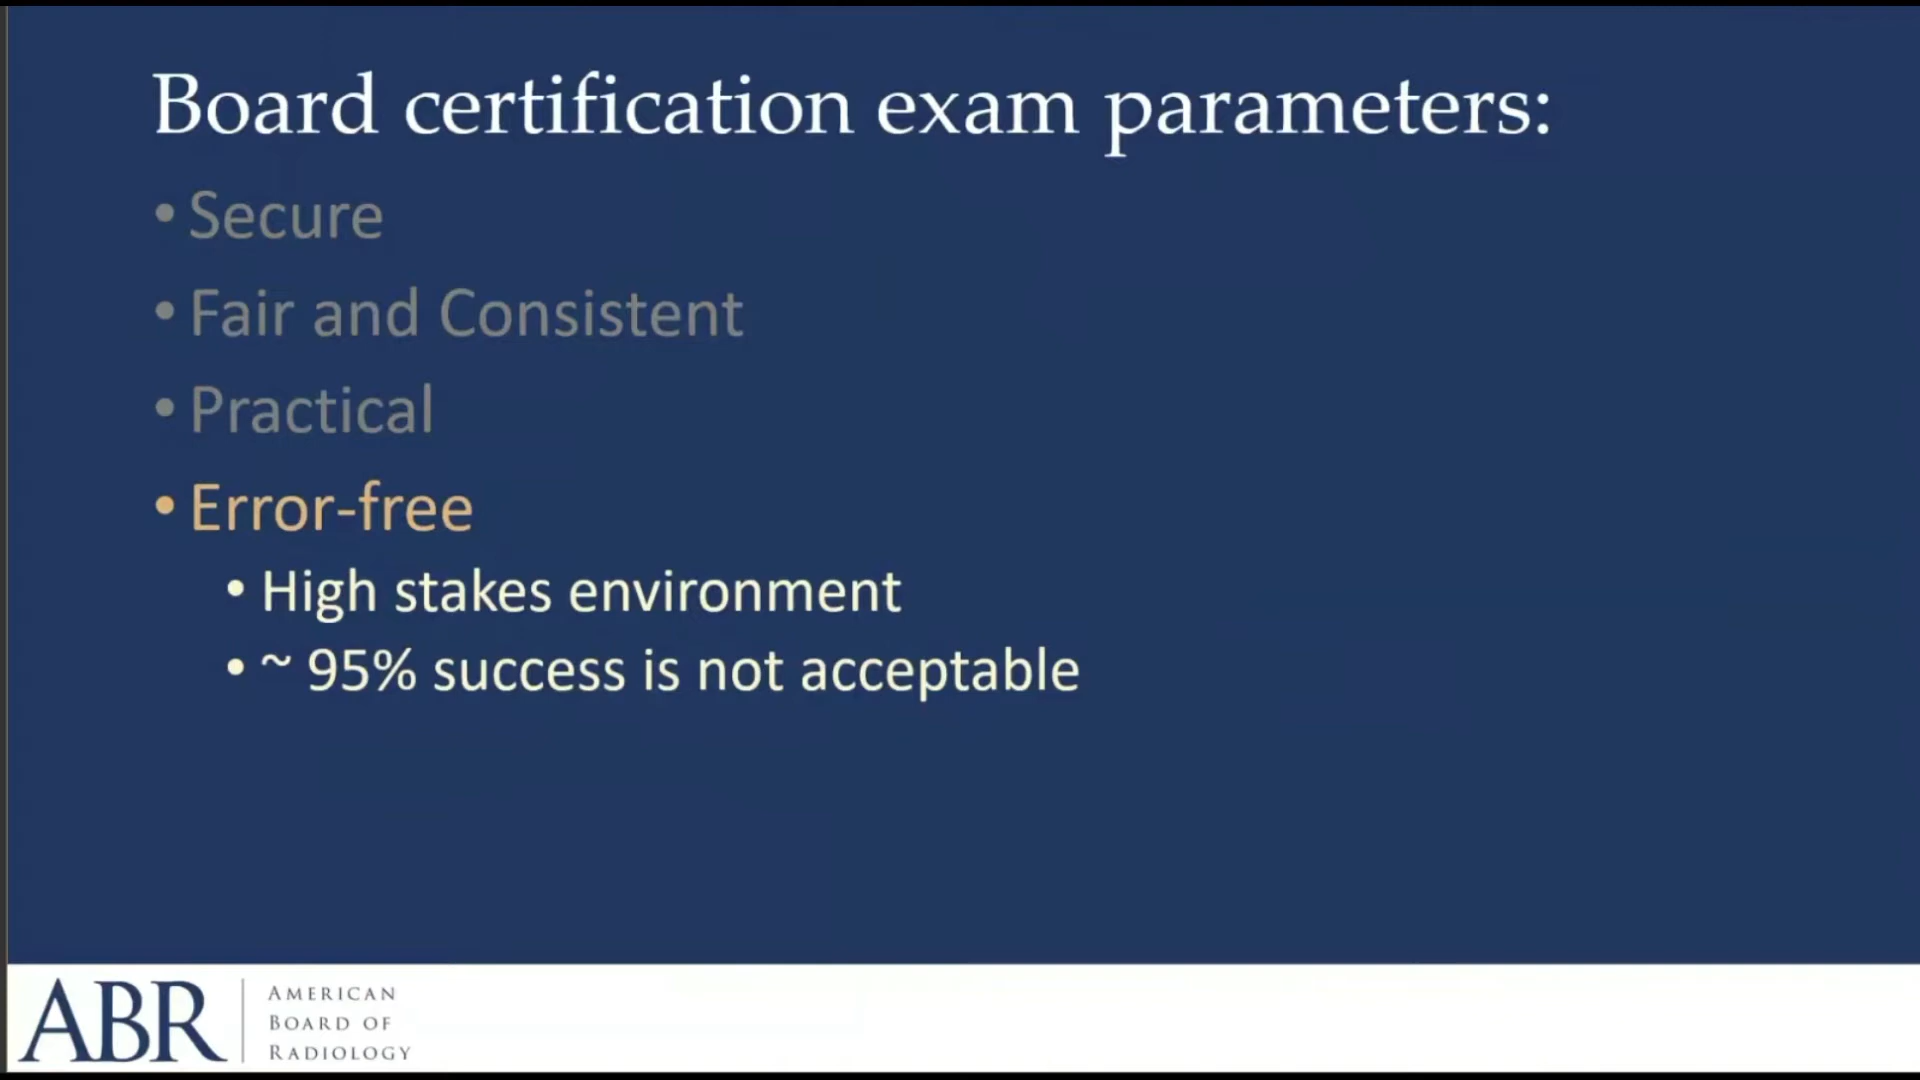 Board certification exam parameters:
• Secure
• Fair and Consistent
• Practical
• Error-free
• High stakes environment
• ~ 95% success is not acceptable
ABR
AMERICAN
BOARD OF
RADIOLOGY